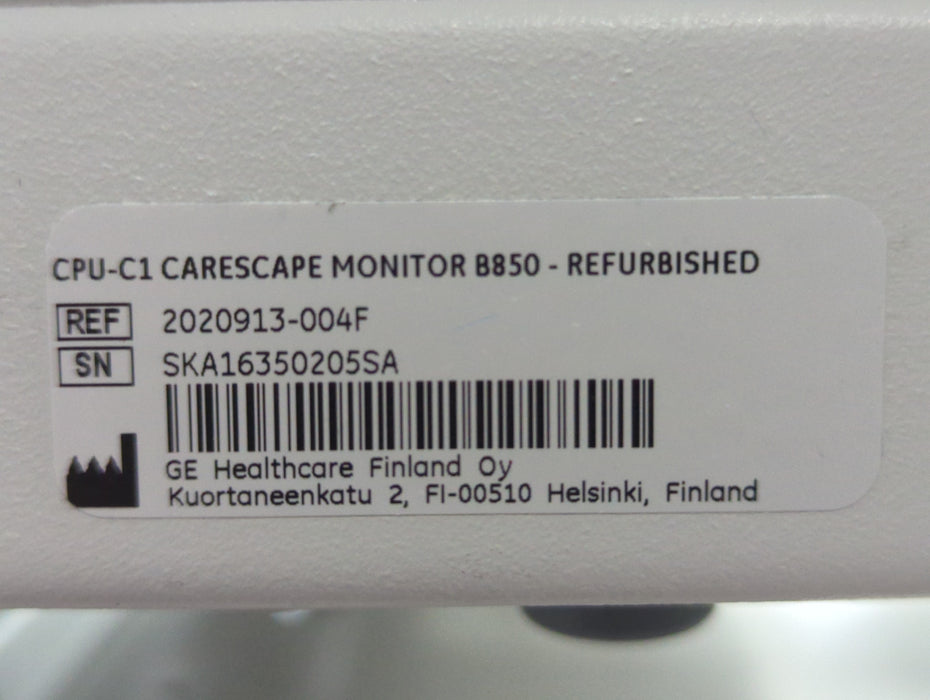 CPU-C1 CARESCAPE MONITOR B850 - REFURBISHED
REF 2020913-004F
SN SKA16350205SA
GE Healthcare Finland Oy
Kuortaneenkatu 2, FI-00510 Helsinki, Finland